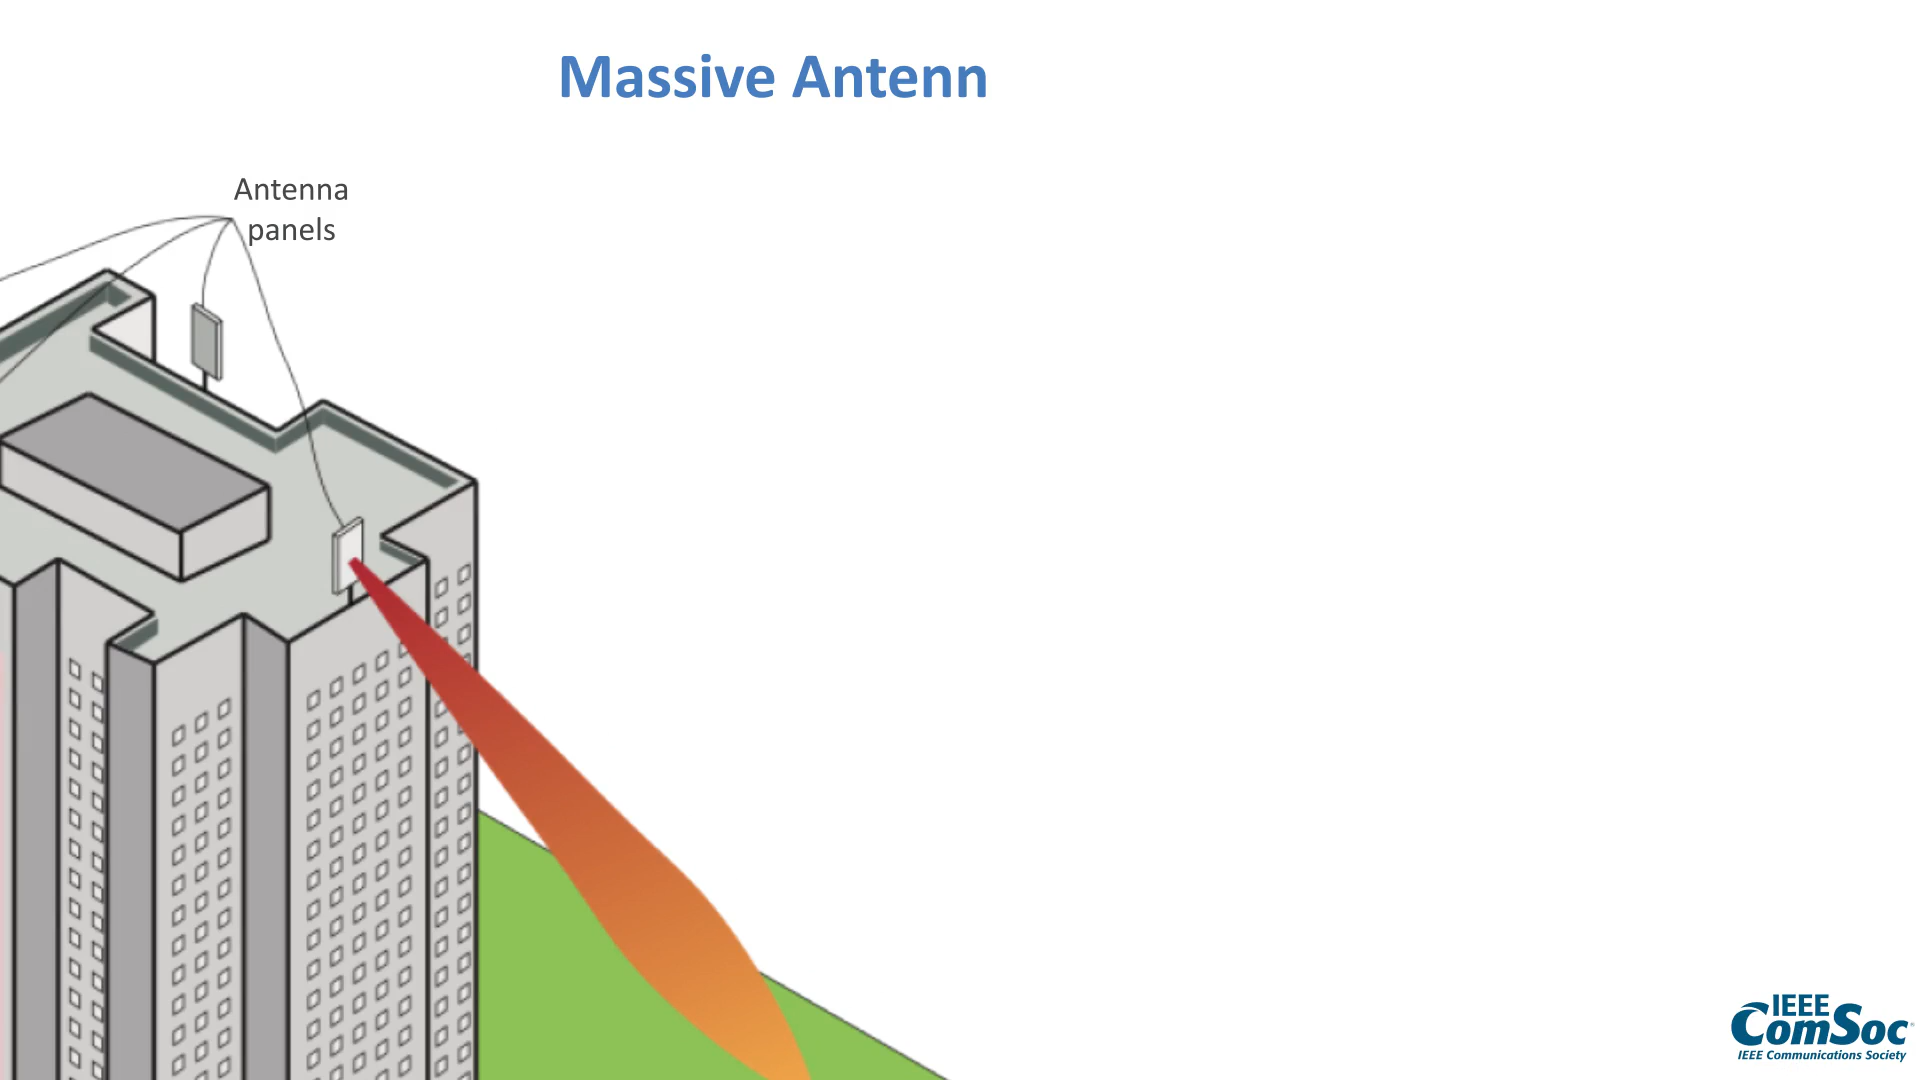 Massive Antenn
Antenna
panels
IEEE
ComSoc
IEEE Communications Society